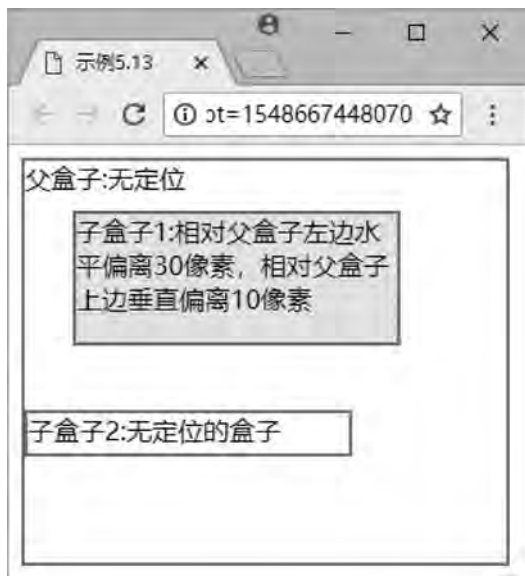 示例5.13
ot=1548667448070
父盒子:无定位
子盒子1:相对父盒子左边水
平偏离30像素，相对父盒子
上边垂直偏离10像素
子盒子2:无定位的盒子